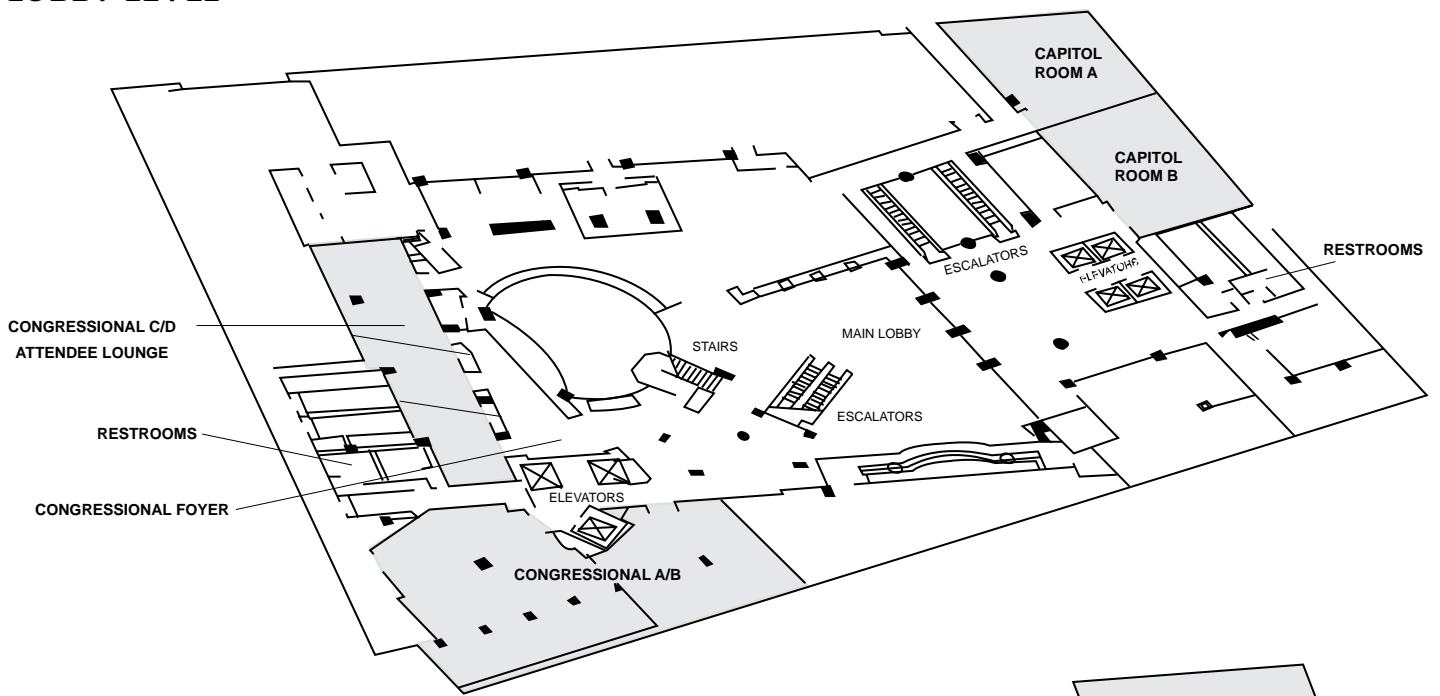 LOBBY LEVEL
CAPITOL
ROOM A
CAPITOL
ROOM B
ESCALATORS
ELEVATORS
RESTROOMS
CONGRESSIONAL C/D
ATTENDEE LOUNGE
STAIRS
MAIN LOBBY
ESCALATORS
RESTROOMS
CONGRESSIONAL FOYER
ELEVATORS
CONGRESSIONAL A/B